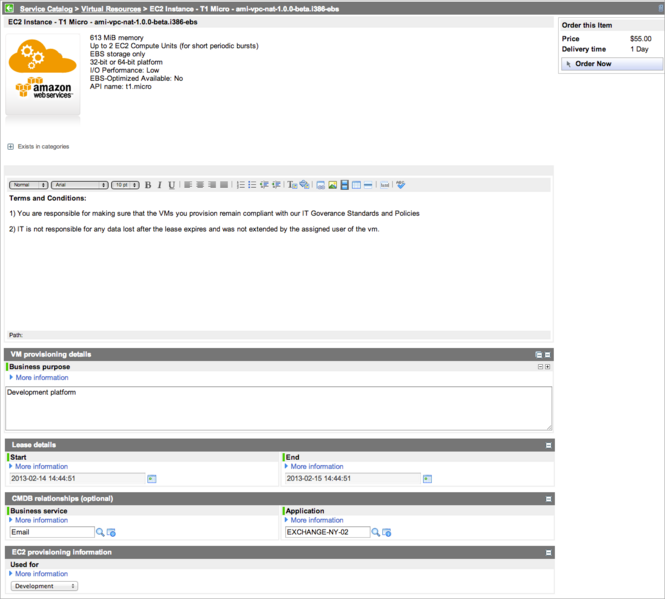 Service Catalog > Virtual Resources > EC2 Instance - T1 Micro - ami-vpc-nat-1.0.0-beta.i386-ebs
EC2 Instance - T1 Micro - ami-vpc-nat-1.0.0-beta.i386-ebs
Order this Item
Price $55.00
Delivery time 1 Day
Order Now
amazon
webservices™
613 MiB memory
Up to 2 EC2 Compute Units (for short periodic bursts)
EBS storage only
32-bit or 64-bit platform
I/O Performance: Low
EBS-Optimized Available: No
API name: t1.micro
Exists in categories
Normal Arial 10 pt B I U
Terms and Conditions:
1) You are responsible for making sure that the VMs you provision remain compliant with our IT Goverance Standards and Policies
2) IT is not responsible for any data lost after the lease expires and was not extended by the assigned user of the vm.
Path:
VM provisioning details
Business purpose
More information
Development platform
Lease details
Start End
More information More information
2013-02-14 14:44:51 2013-02-15 14:44:51
CMDB relationships (optional)
Business service Application
More information More information
Email EXCHANGE-NY-02
EC2 provisioning information
Used for
More information
Development